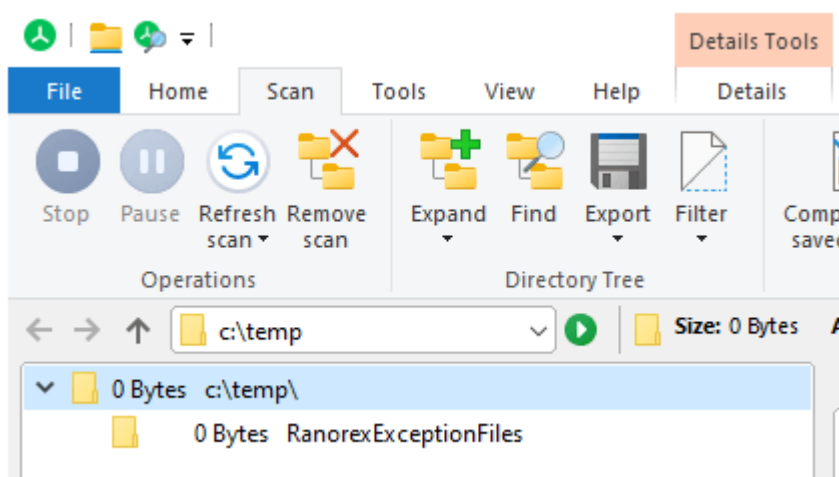 Details Tools
File Home Scan Tools View Help Details
Stop Pause Refresh scan Remove scan Expand Find Export Filter
Operations Directory Tree
c:\temp Size: 0 Bytes
0 Bytes c:\temp\
0 Bytes RanorexExceptionFiles